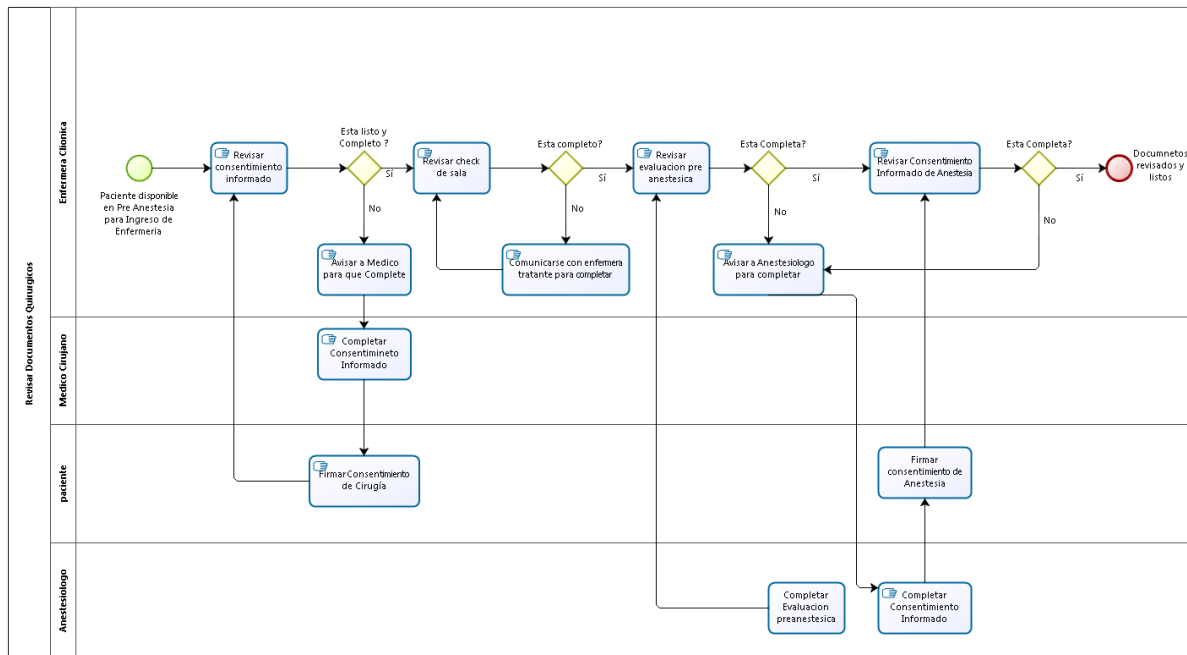 Revisar Documentos Quirurgicos
Enfermera Clionica
Paciente disponible
en Pre Anestesia
para Ingreso de
Enfermeria
Revisar
consentimiento
informado
Esta listo y
Completo ?
Sí
No
Revisar check
de sala
Esta completo?
Sí
No
Revisar
evaluacion pre
anestesica
Esta Completa?
Sí
No
Revisar Consentimiento
Informado de Anestesia
Esta Completa?
Sí
No
Documnetos
revisados y
listos
Avisar a Medico
para que Complete
Comunicarse con enfermera
tratante para completar
Avisar a Anestesiologo
para completar
Medico Cirujano
Completar
Consentimineto
Informado
paciente
Firmar Consentimiento
de Cirugía
Firmar
consentimiento de
Anestesia
Anestesiologo
Completar
Evaluacion
preanestesica
Completar
Consentimiento
Informado